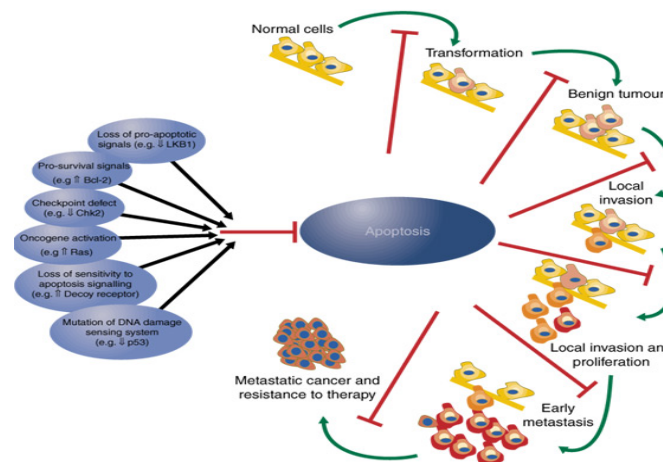 Normal cells
Transformation
Benign tumour
Local
invasion
Local invasion and
proliferation
Early
metastasis
Metastatic cancer and
resistance to therapy
Apoptosis
Loss of pro-apoptotic
signals (e.g. ⇓ LKB1)
Pro-survival signals
(e.g ⇑ Bcl-2)
Checkpoint defect
(e.g. ⇓ Chk2)
Oncogene activation
(e.g ⇑ Ras)
Loss of sensitivity to
apoptosis signalling
(e.g. ⇑ Decoy receptor)
Mutation of DNA damage
sensing system
(e.g. ⇓ p53)